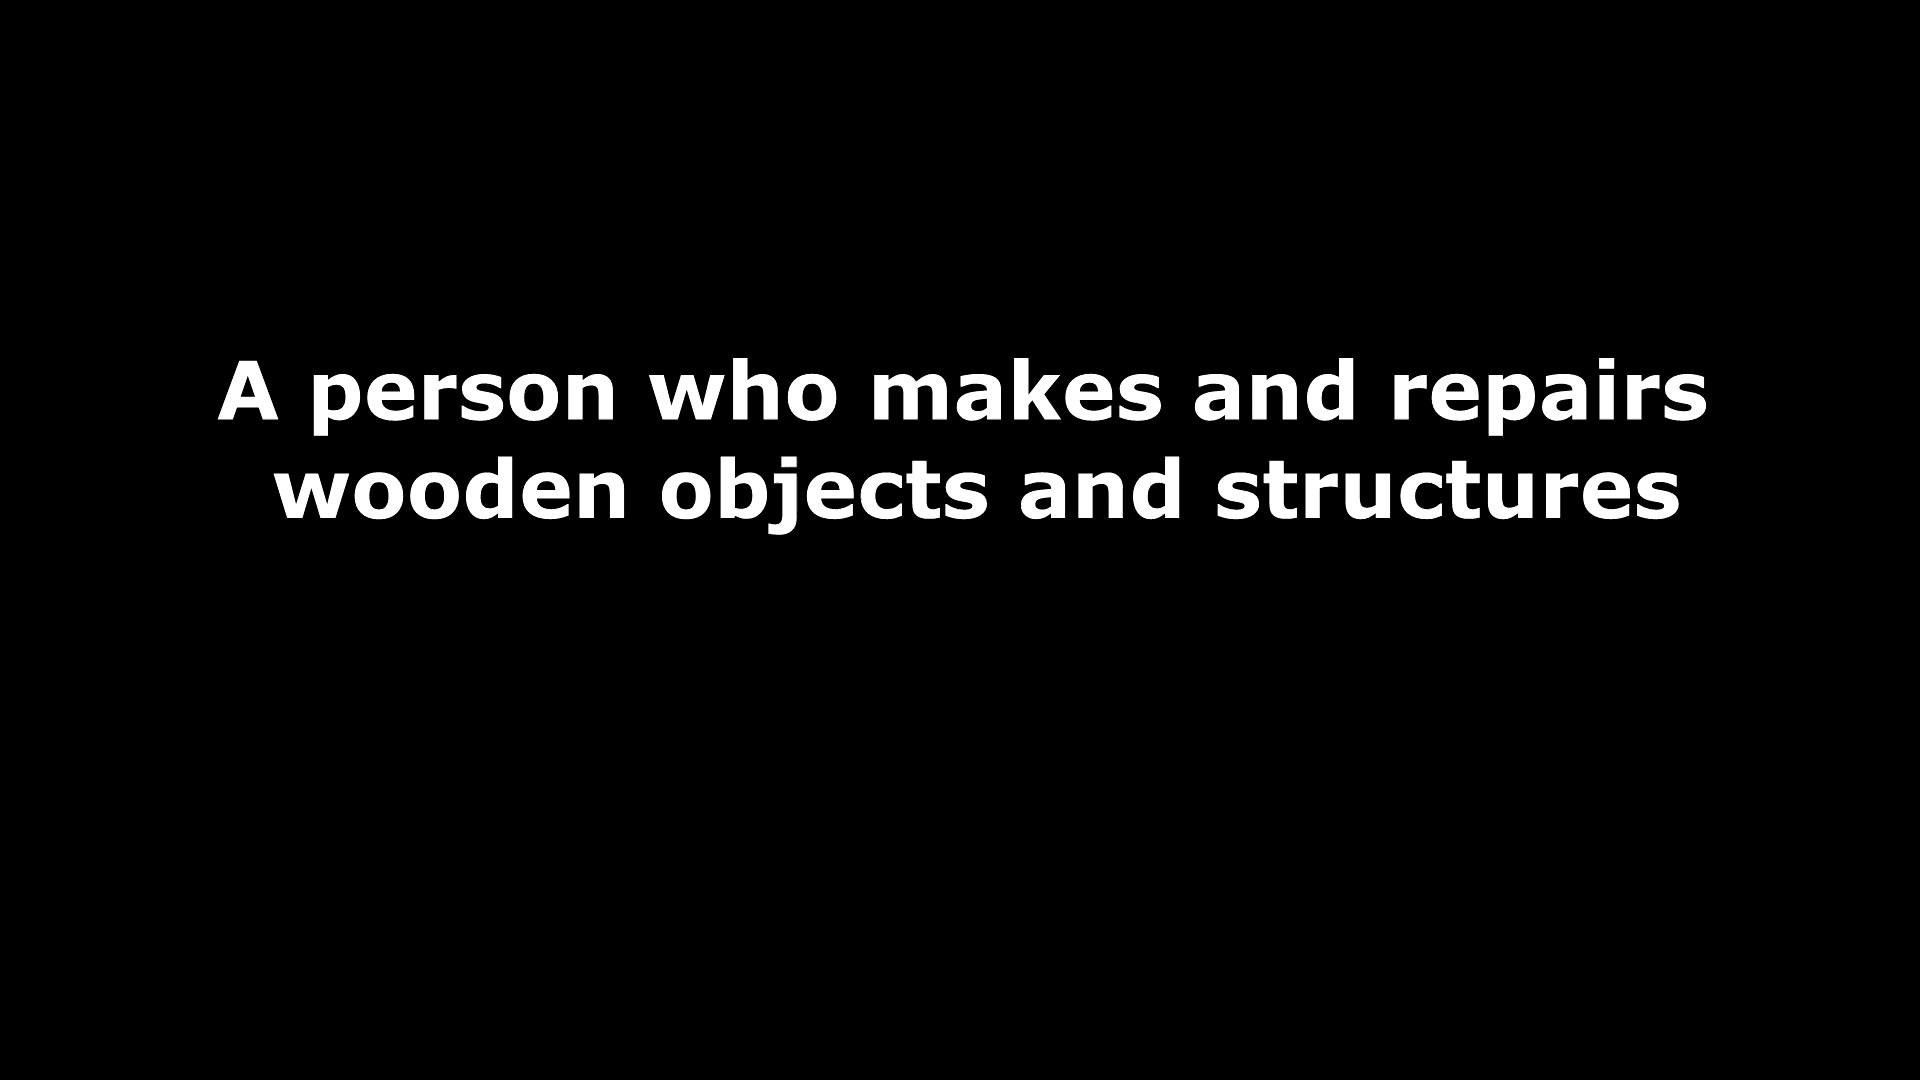 A person who makes and repairs
wooden objects and structures